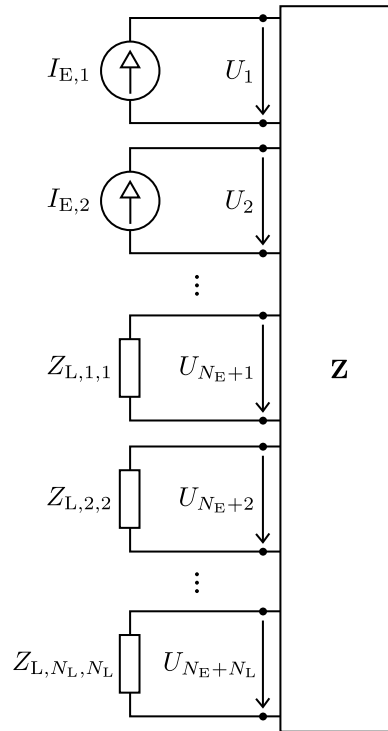 I_{E,1} U_1
I_{E,2} U_2
⋮
Z_{L,1,1} U_{N_E+1}
Z
Z_{L,2,2} U_{N_E+2}
⋮
Z_{L,N_L,N_L} U_{N_E+N_L}